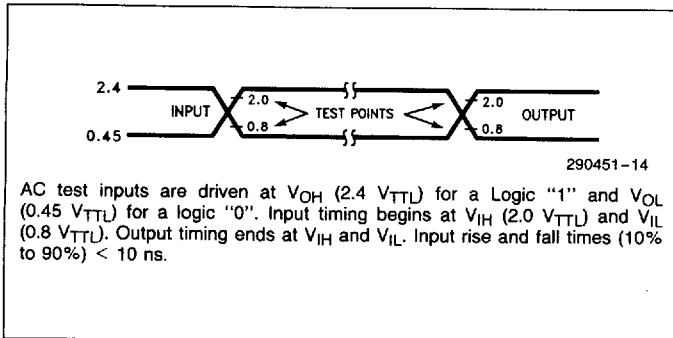 2.4
INPUT
2.0
TEST POINTS
2.0
OUTPUT
0.45
0.8
0.8
290451-14
AC test inputs are driven at VOH (2.4 VTTL) for a Logic "1" and VOL
(0.45 VTTL) for a logic "0". Input timing begins at VIH (2.0 VTTL) and VIL
(0.8 VTTL). Output timing ends at VIH and VIL. Input rise and fall times (10%
to 90%) < 10 ns.